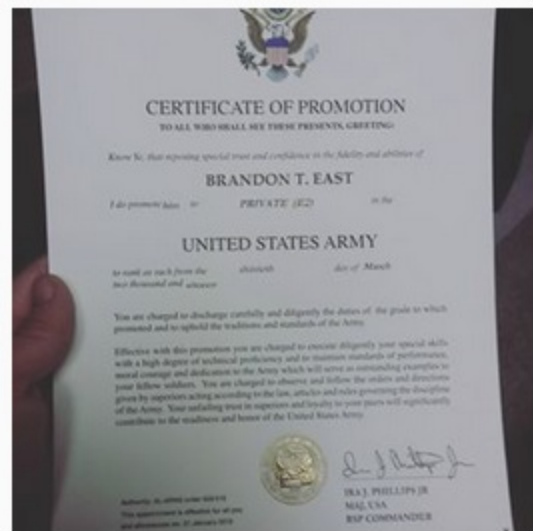 CERTIFICATE OF PROMOTION
TO ALL WHO SHALL SEE THESE PRESENTS, GREETING:
Know Ye, that reposing special trust and confidence in the fidelity and abilities of
BRANDON T. EAST
I do promote him to PRIVATE (E2) in the
UNITED STATES ARMY
to rank as such from the day of March
two thousand and
You are charged to discharge carefully and diligently the duties of the grade to which
promoted and to uphold the traditions and standards of the Army.
Effective with this promotion you are charged to execute diligently your special skills
with a high degree of technical proficiency and to maintain standards of performance,
moral courage and dedication to the Army which will serve as outstanding examples to
your fellow soldiers. You are charged to observe and follow the orders and directions
given by superiors acting according to the law, articles and rules governing the discipline
of the Army. Your unfailing trust in superiors and loyalty to your peers will significantly
contribute to the readiness and honor of the United States Army.
IRA J. PHILLIPS JR
MAJ, USA
RSP COMMANDER